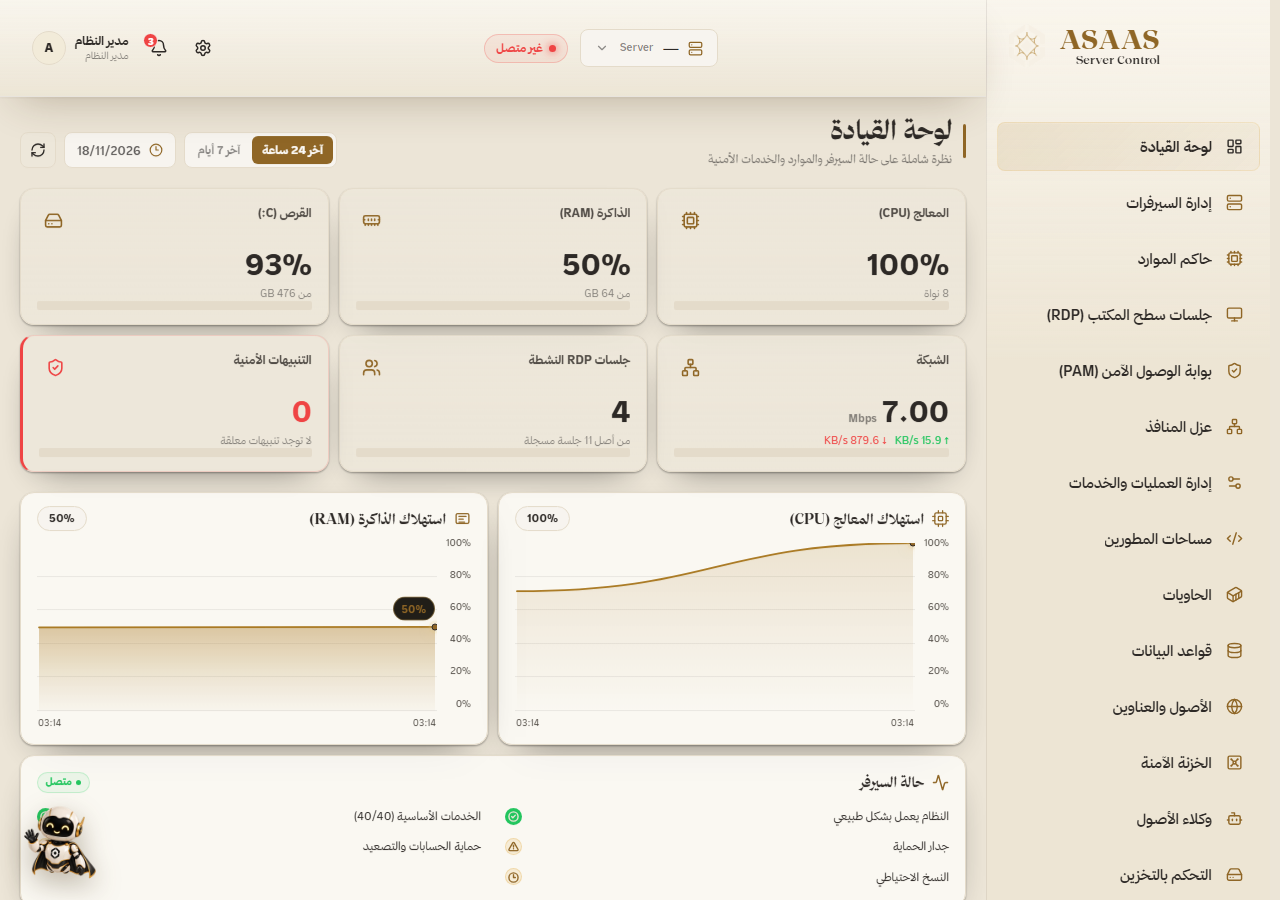 ASAAS
Server Control
لوحة القيادة
إدارة السيرفرات
حاكم الموارد
جلسات سطح المكتب (RDP)
بوابة الوصول الآمن (PAM)
عزل المنافذ
إدارة العمليات والخدمات
مساحات المطورين
الحاويات
قواعد البيانات
الأصول والعناوين
الخزنة الآمنة
وكلاء الأصول
التحكم بالتخزين
— Server
غير متصل
3
مدير النظام
مدير النظام
A
لوحة القيادة
نظرة شاملة على حالة السيرفر والموارد والخدمات الأمنية
آخر 24 ساعة
آخر 7 أيام
18/11/2026
المعالج (CPU)
100%
8 نواة
الذاكرة (RAM)
50%
من 64 GB
القرص (C:)
93%
من 476 GB
الشبكة
7.00 Mbps
↑ 15.9 KB/s ↓ 879.6 KB/s
جلسات RDP النشطة
4
من أصل 11 جلسة مسجلة
التنبيهات الأمنية
0
لا توجد تنبيهات معلقة
استهلاك المعالج (CPU)
100%
100%
80%
60%
40%
20%
0%
03:14
03:14
استهلاك الذاكرة (RAM)
50%
100%
80%
60%
40%
20%
0%
50%
03:14
03:14
حالة السيرفر
متصل
النظام يعمل بشكل طبيعي
الخدمات الأساسية (40/40)
جدار الحماية
حماية الحسابات والتصعيد
النسخ الاحتياطي